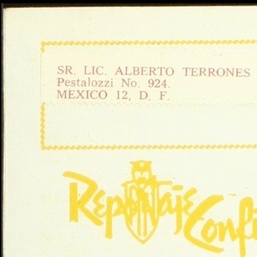 SR. LIC. ALBERTO TERRONES
Pestalozzi No. 924.
MEXICO 12, D. F.
Reportaje Confi